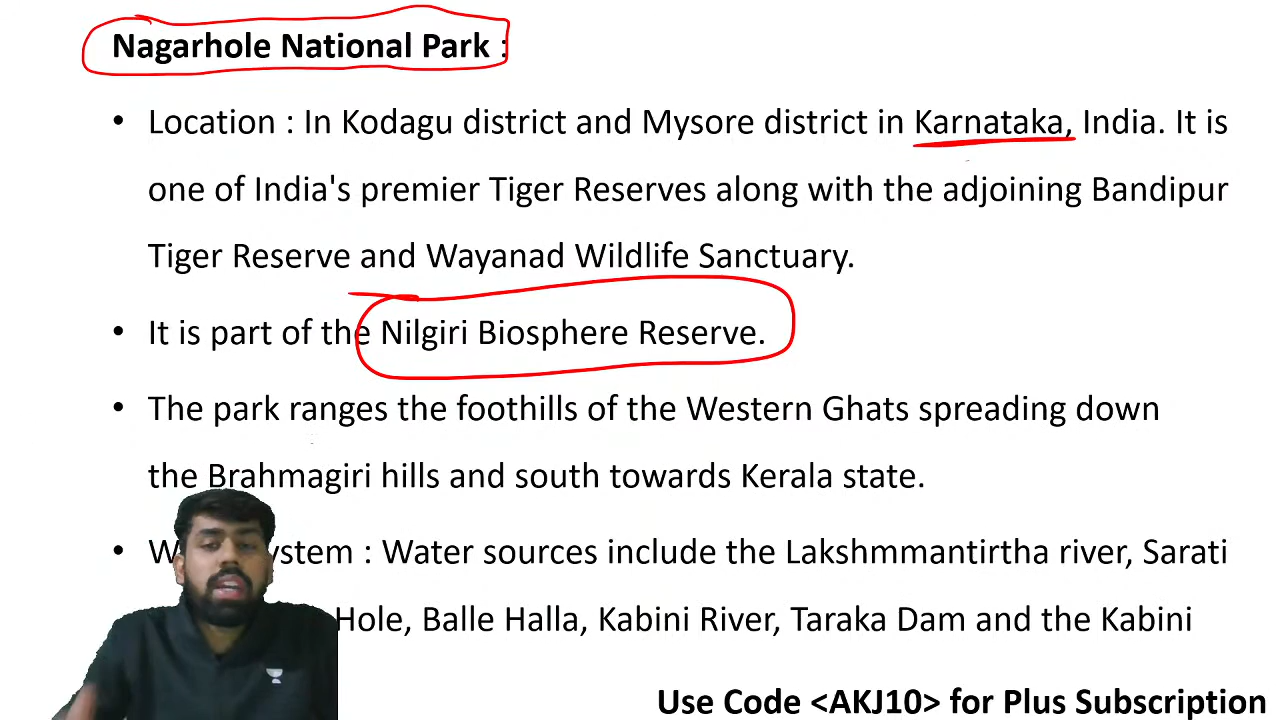 Nagarhole National Park :
• Location : In Kodagu district and Mysore district in Karnataka, India. It is
one of India's premier Tiger Reserves along with the adjoining Bandipur
Tiger Reserve and Wayanad Wildlife Sanctuary.
• It is part of the Nilgiri Biosphere Reserve.
• The park ranges the foothills of the Western Ghats spreading down
the Brahmagiri hills and south towards Kerala state.
• : Water sources include the Lakshmmantirtha river, Sarati
Hole, Balle Halla, Kabini River, Taraka Dam and the Kabini
Use Code <AKJ10> for Plus Subscription